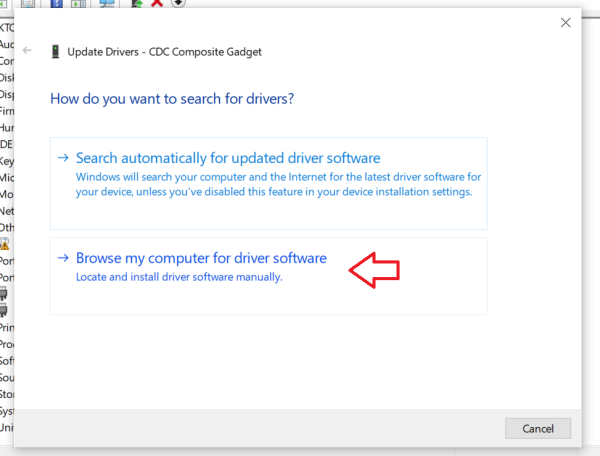 Update Drivers - CDC Composite Gadget
How do you want to search for drivers?
→ Search automatically for updated driver software
Windows will search your computer and the Internet for the latest driver software for
your device, unless you've disabled this feature in your device installation settings.
→ Browse my computer for driver software
Locate and install driver software manually.
Cancel